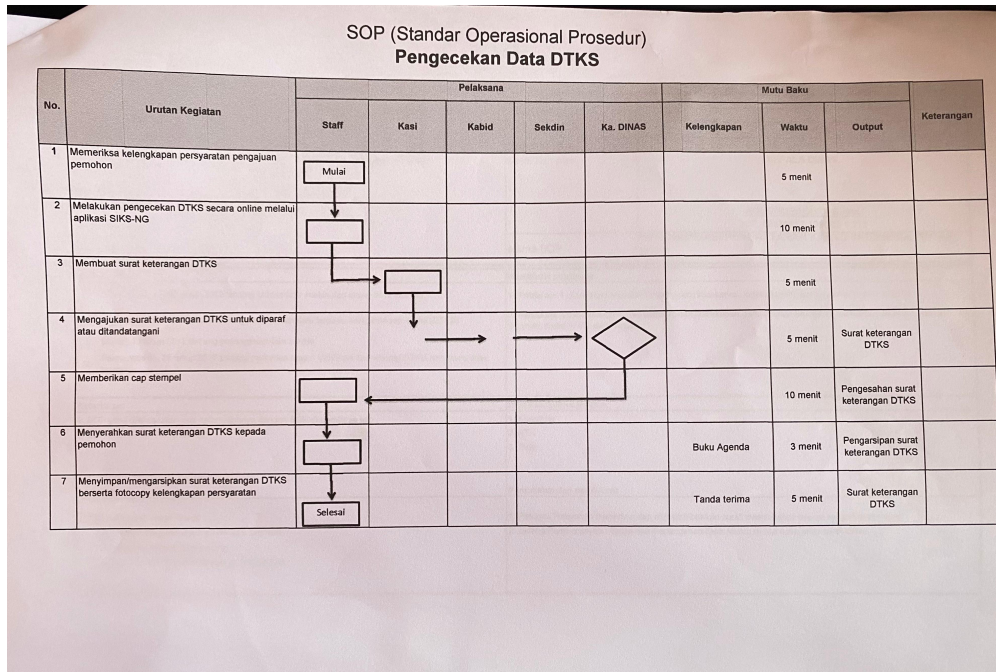 SOP (Standar Operasional Prosedur)
Pengecekan Data DTKS
No.
Urutan Kegiatan
Pelaksana
Mutu Baku
Keterangan
Staff
Kasi
Kabid
Sekdin
Ka. DINAS
Kelengkapan
Waktu
Output
1
Memeriksa kelengkapan persyaratan pengajuan
pemohon
Mulai
5 menit
2
Melakukan pengecekan DTKS secara online melalui
aplikasi SIKS-NG
10 menit
3
Membuat surat keterangan DTKS
5 menit
4
Mengajukan surat keterangan DTKS untuk diparaf
atau ditandatangani
5 menit
Surat keterangan
DTKS
5
Memberikan cap stempel
10 menit
Pengesahan surat
keterangan DTKS
6
Menyerahkan surat keterangan DTKS kepada
pemohon
Buku Agenda
3 menit
Pengarsipan surat
keterangan DTKS
7
Menyimpan/mengarsipkan surat keterangan DTKS
berserta fotocopy kelengkapan persyaratan
Selesai
Tanda terima
5 menit
Surat keterangan
DTKS